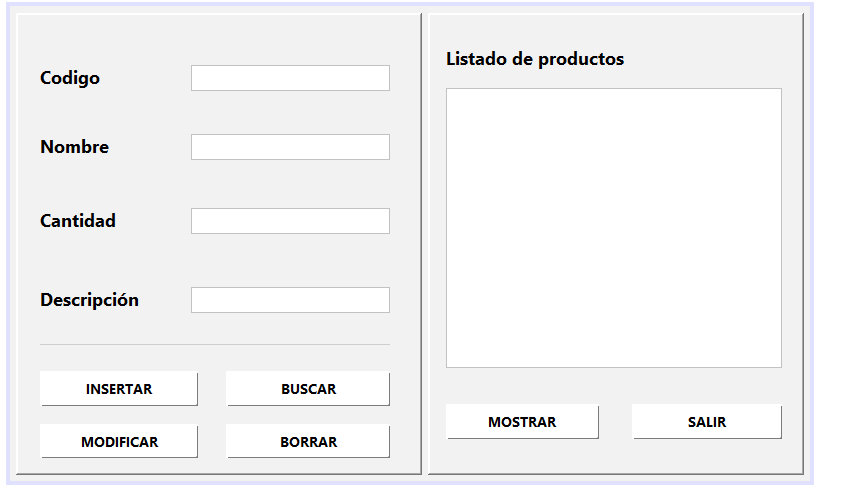 Codigo
Nombre
Cantidad
Descripción
INSERTAR
BUSCAR
MODIFICAR
BORRAR
Listado de productos
MOSTRAR
SALIR